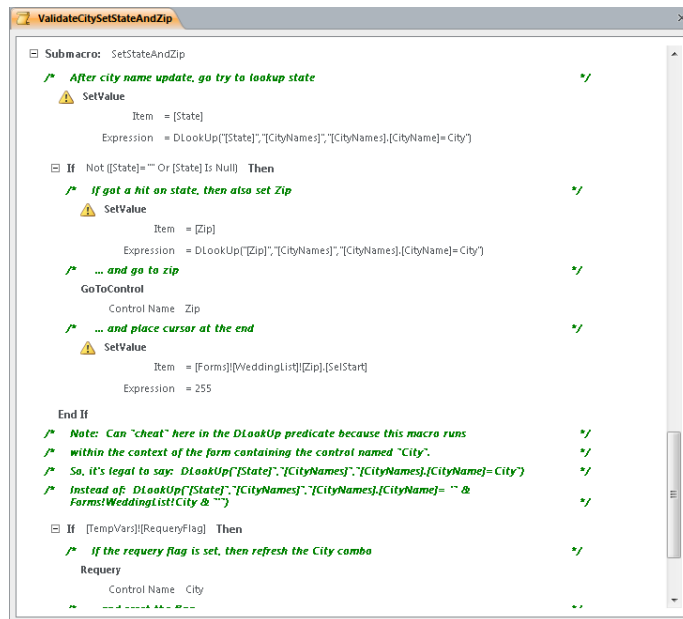 ValidateCitySetStateAndZip
Submacro: SetStateAndZip
/* After city name update, go try to lookup state */
SetValue
Item = [State]
Expression = DLookUp("[State]","[CityNames]","[CityNames].[CityName]=City")
If Not ([State]="" Or [State] Is Null) Then
/* If got a hit on state, then also set Zip */
SetValue
Item = [Zip]
Expression = DLookUp("[Zip]","[CityNames]","[CityNames].[CityName]=City")
/* ... and go to zip */
GoToControl
Control Name Zip
/* ... and place cursor at the end */
SetValue
Item = [Forms]![WeddingList]![Zip].[SelStart]
Expression = 255
End If
/* Note: Can "cheat" here in the DLookUp predicate because this macro runs */
/* within the context of the form containing the control named "City". */
/* So, it's legal to say: DLookUp("[State]","[CityNames]","[CityNames].[CityName]=City") */
/* Instead of: DLookUp("[State]","[CityNames]","[CityNames].[CityName]= '" &
Forms!WeddingList!City & "'") */
If [TempVars]![RequeryFlag] Then
/* If the requery flag is set, then refresh the City combo */
Requery
Control Name City
/* ... and reset the flag */